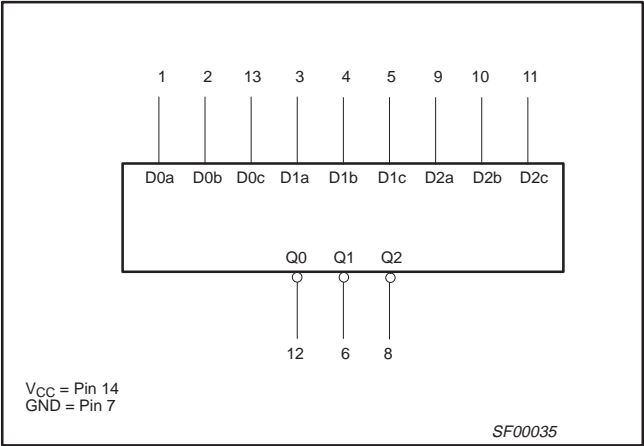 1 2 13 3 4 5 9 10 11
D0a D0b D0c D1a D1b D1c D2a D2b D2c
Q0 Q1 Q2
12 6 8
VCC = Pin 14
GND = Pin 7
SF00035